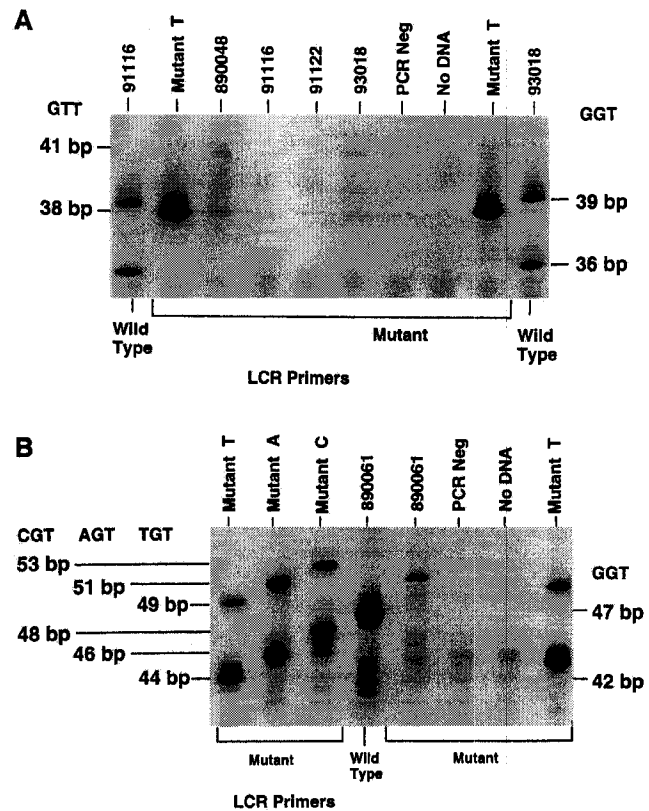 A
91116
Mutant T
890048
91116
91122
93018
PCR Neg
No DNA
Mutant T
93018
GTT
GGT
41 bp
38 bp
39 bp
36 bp
Wild Type
Mutant
Wild Type
LCR Primers
B
Mutant T
Mutant A
Mutant C
890061
890061
PCR Neg
No DNA
Mutant T
CGT AGT TGT
53 bp
51 bp
49 bp
48 bp
46 bp
44 bp
GGT
47 bp
42 bp
Mutant
Wild Type
Mutant
LCR Primers